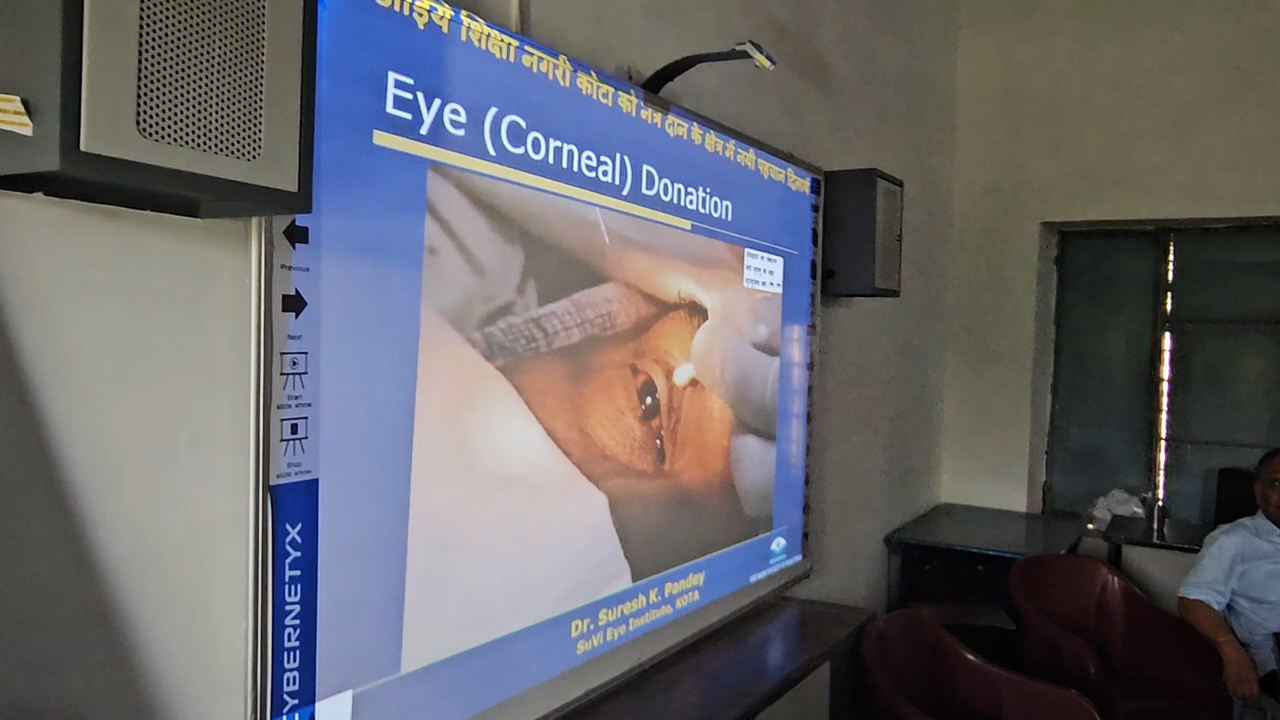 आइये शिक्षा नगरी कोटा को नेत्र दान के क्षेत्र में नयी पहचान दिलायें
Eye (Corneal) Donation
Previous
Next
Start
slide show
Stop
slide show
CYBERNETYX
Dr. Suresh K. Pandey
SuVi Eye Institute, KOTA